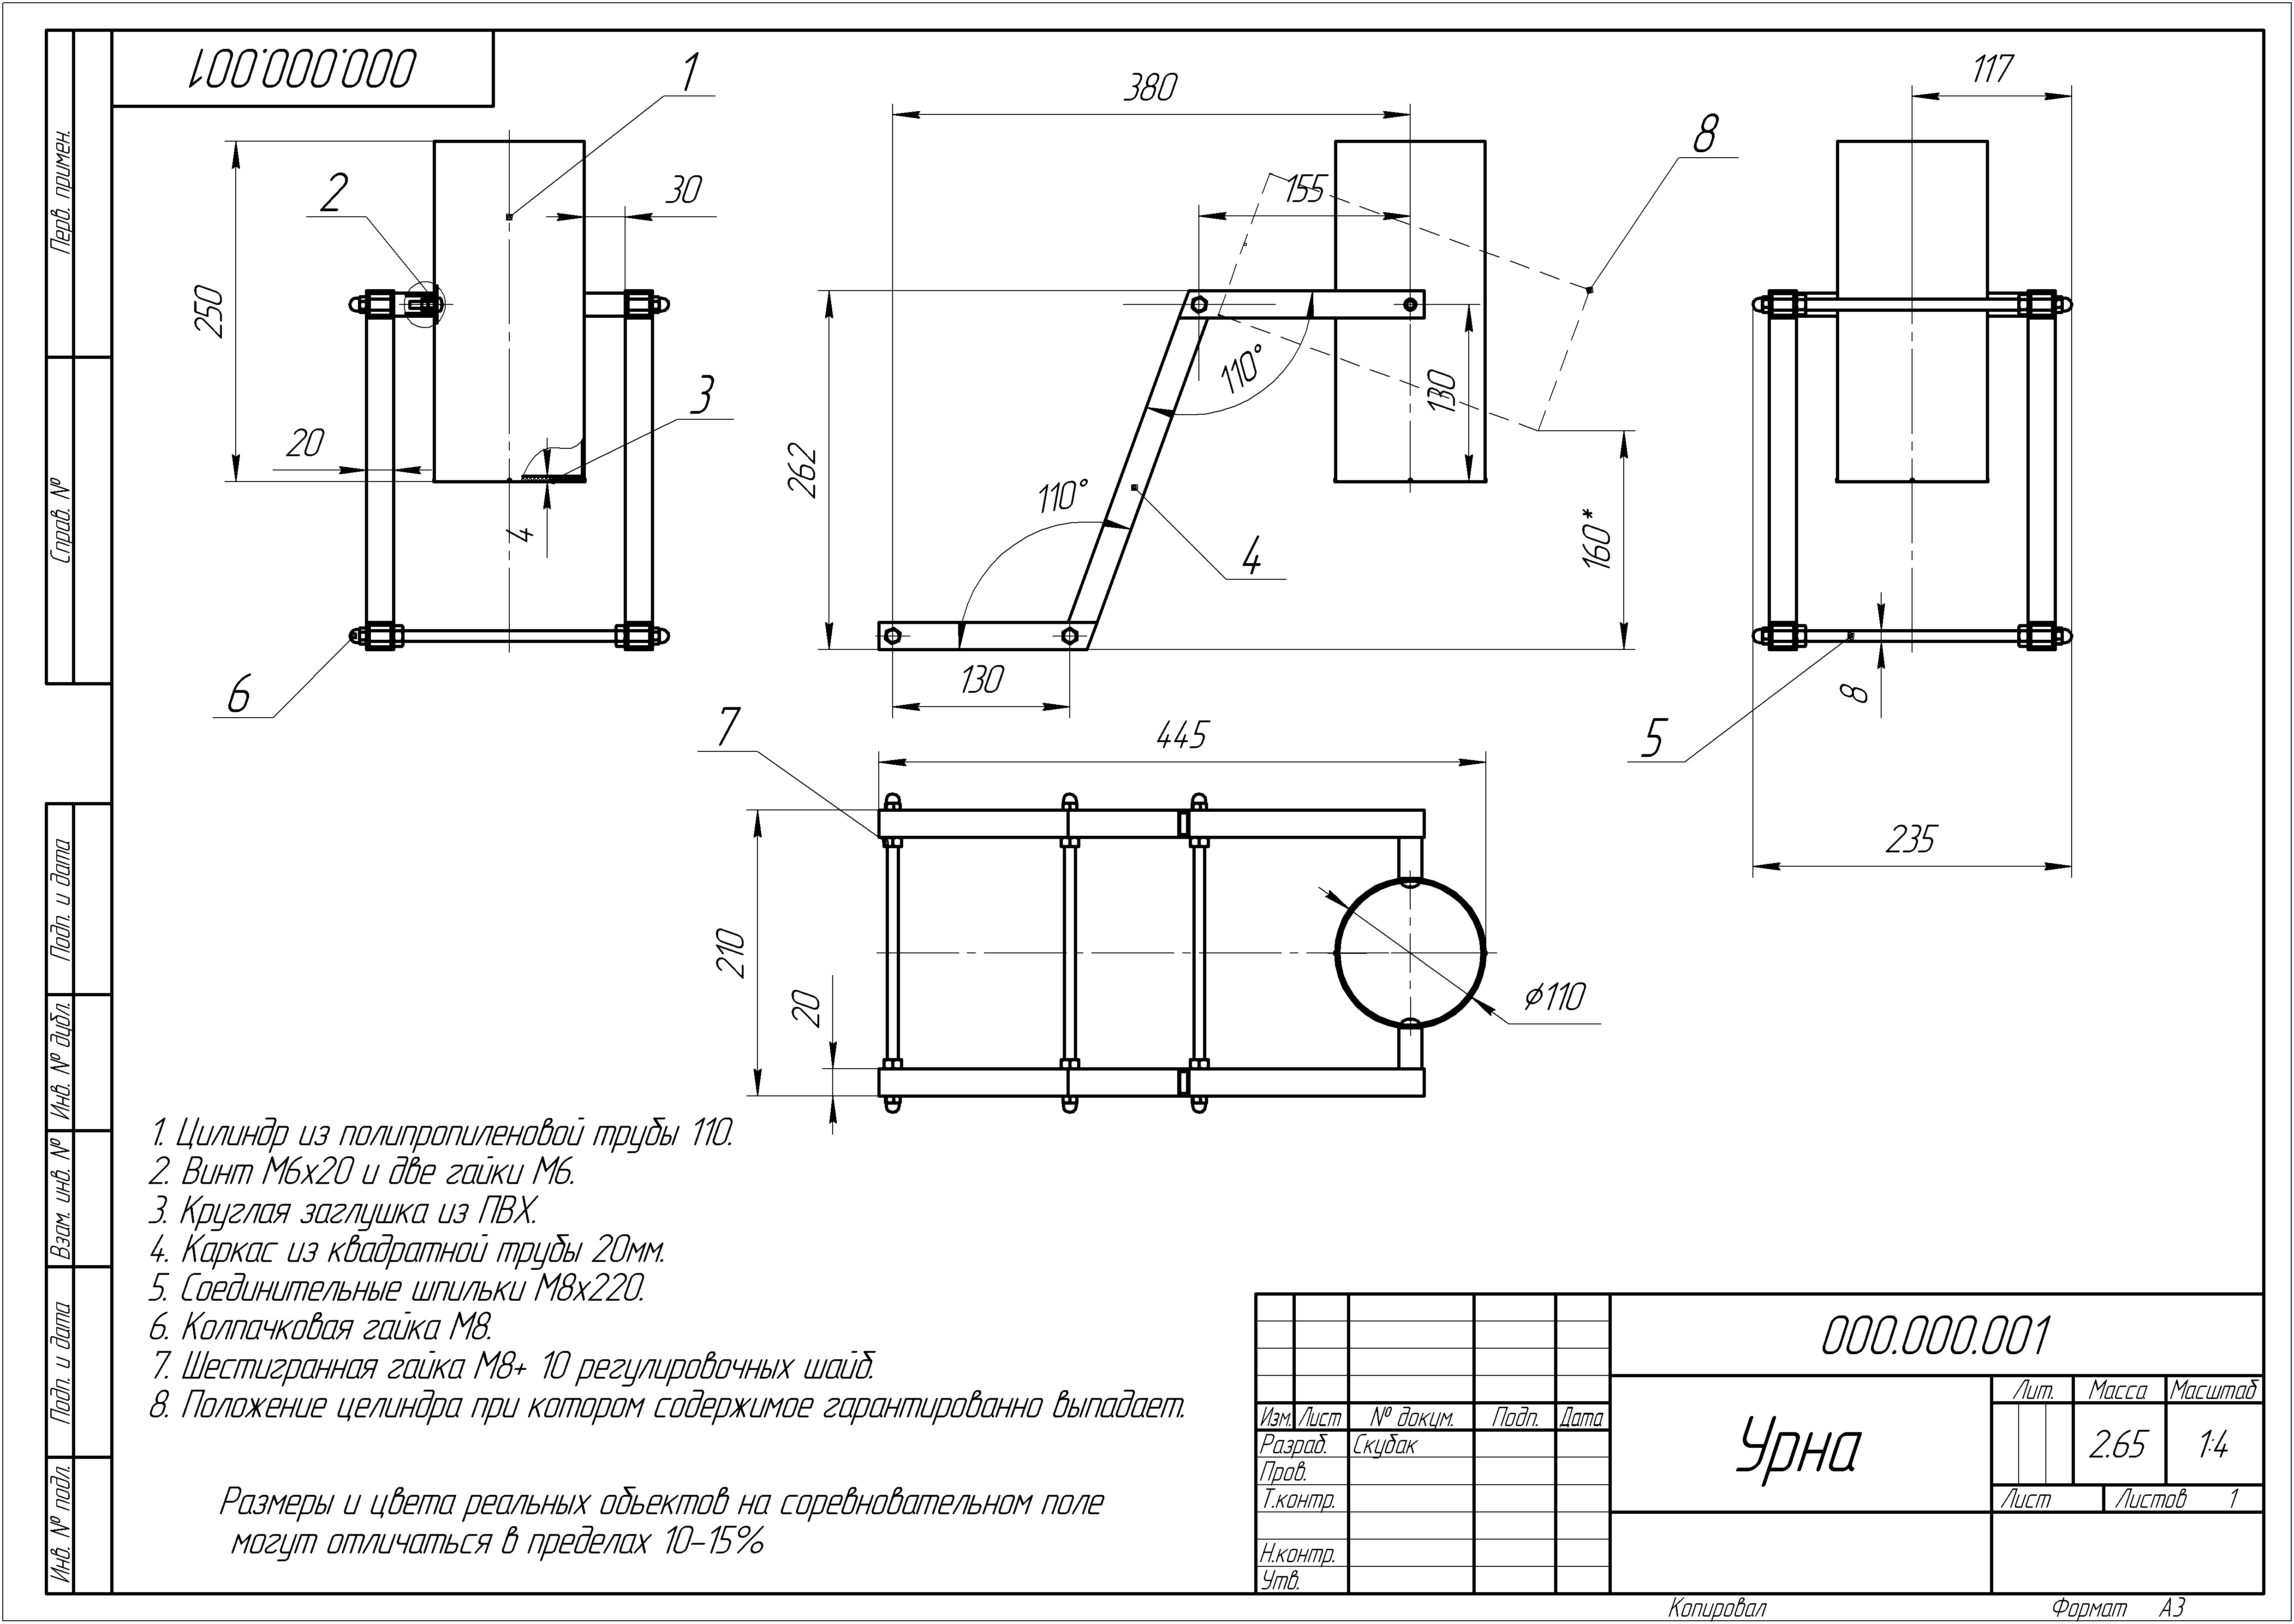 000.000.001
Перв. примен.
Справ. №
Подп. и дата
Инв. № дубл.
Взам. инв. №
Подп. и дата
Инв. № подл.
1
2
250
30
20
3
4
6
380
155
8
110°
130
262
110°
4
160*
130
117
8
5
235
7
445
210
20
⌀110
1. Цилиндр из полипропиленовой трубы 110.
2. Винт М6х20 и две гайки М6.
3. Круглая заглушка из ПВХ.
4. Каркас из квадратной трубы 20мм.
5. Соединительные шпильки М8х220.
6. Колпачковая гайка М8.
7. Шестигранная гайка М8+ 10 регулировочных шайб.
8. Положение целиндра при котором содержимое гарантированно выпадает.
Размеры и цвета реальных объектов на соревновательном поле
могут отличаться в пределах 10-15%
000.000.001
Лит. Масса Масштаб
Изм. Лист № докум. Подп. Дата
Разраб. Скубак
Урна
2.65 1:4
Пров.
Т.контр.
Лист Листов 1
Н.контр.
Утв.
Копировал Формат А3